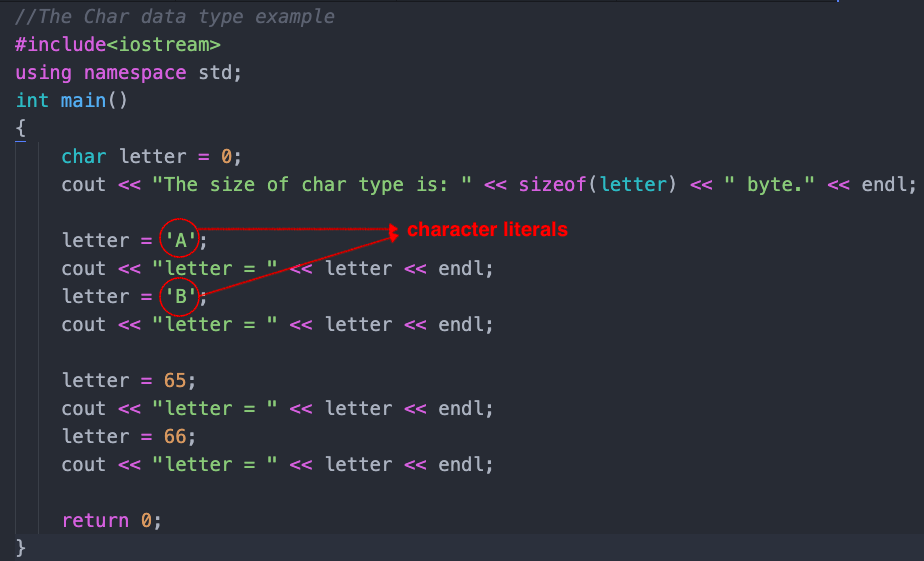 //The Char data type example
#include<iostream>
using namespace std;
int main()
{
    char letter = 0;
    cout << "The size of char type is: " << sizeof(letter) << " byte." << endl;
    letter = 'A'; character literals
    cout << "letter = " << letter << endl;
    letter = 'B';
    cout << "letter = " << letter << endl;
    letter = 65;
    cout << "letter = " << letter << endl;
    letter = 66;
    cout << "letter = " << letter << endl;
    return 0;
}